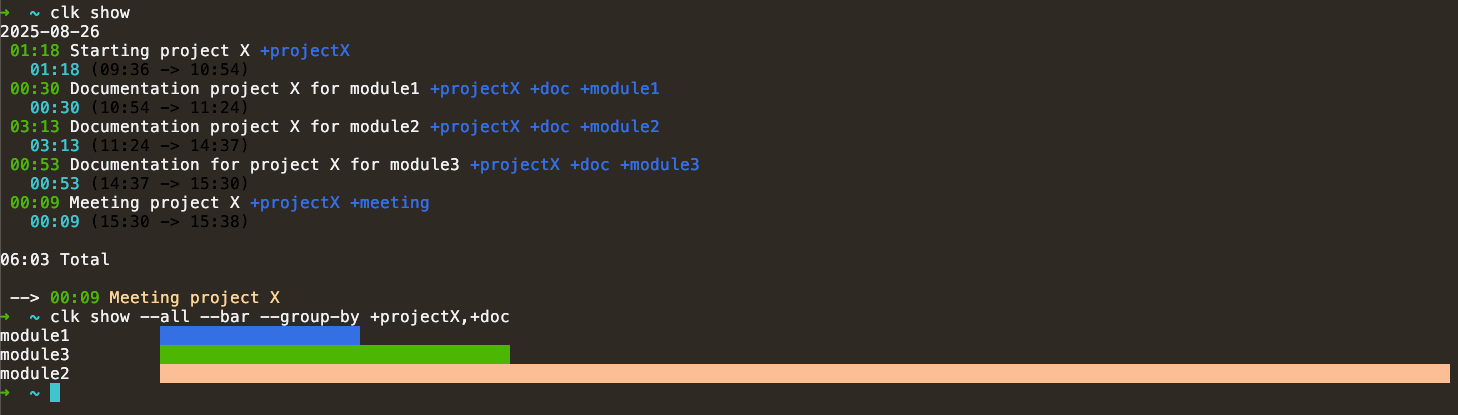 ➜ ~ clk show
2025-08-26
01:18 Starting project X +projectX
01:18 (09:36 -> 10:54)
00:30 Documentation project X for module1 +projectX +doc +module1
00:30 (10:54 -> 11:24)
03:13 Documentation project X for module2 +projectX +doc +module2
03:13 (11:24 -> 14:37)
00:53 Documentation for project X for module3 +projectX +doc +module3
00:53 (14:37 -> 15:30)
00:09 Meeting project X +projectX +meeting
00:09 (15:30 -> 15:38)
06:03 Total
--> 00:09 Meeting project X
➜ ~ clk show --all --bar --group-by +projectX,+doc
module1
module3
module2
➜ ~